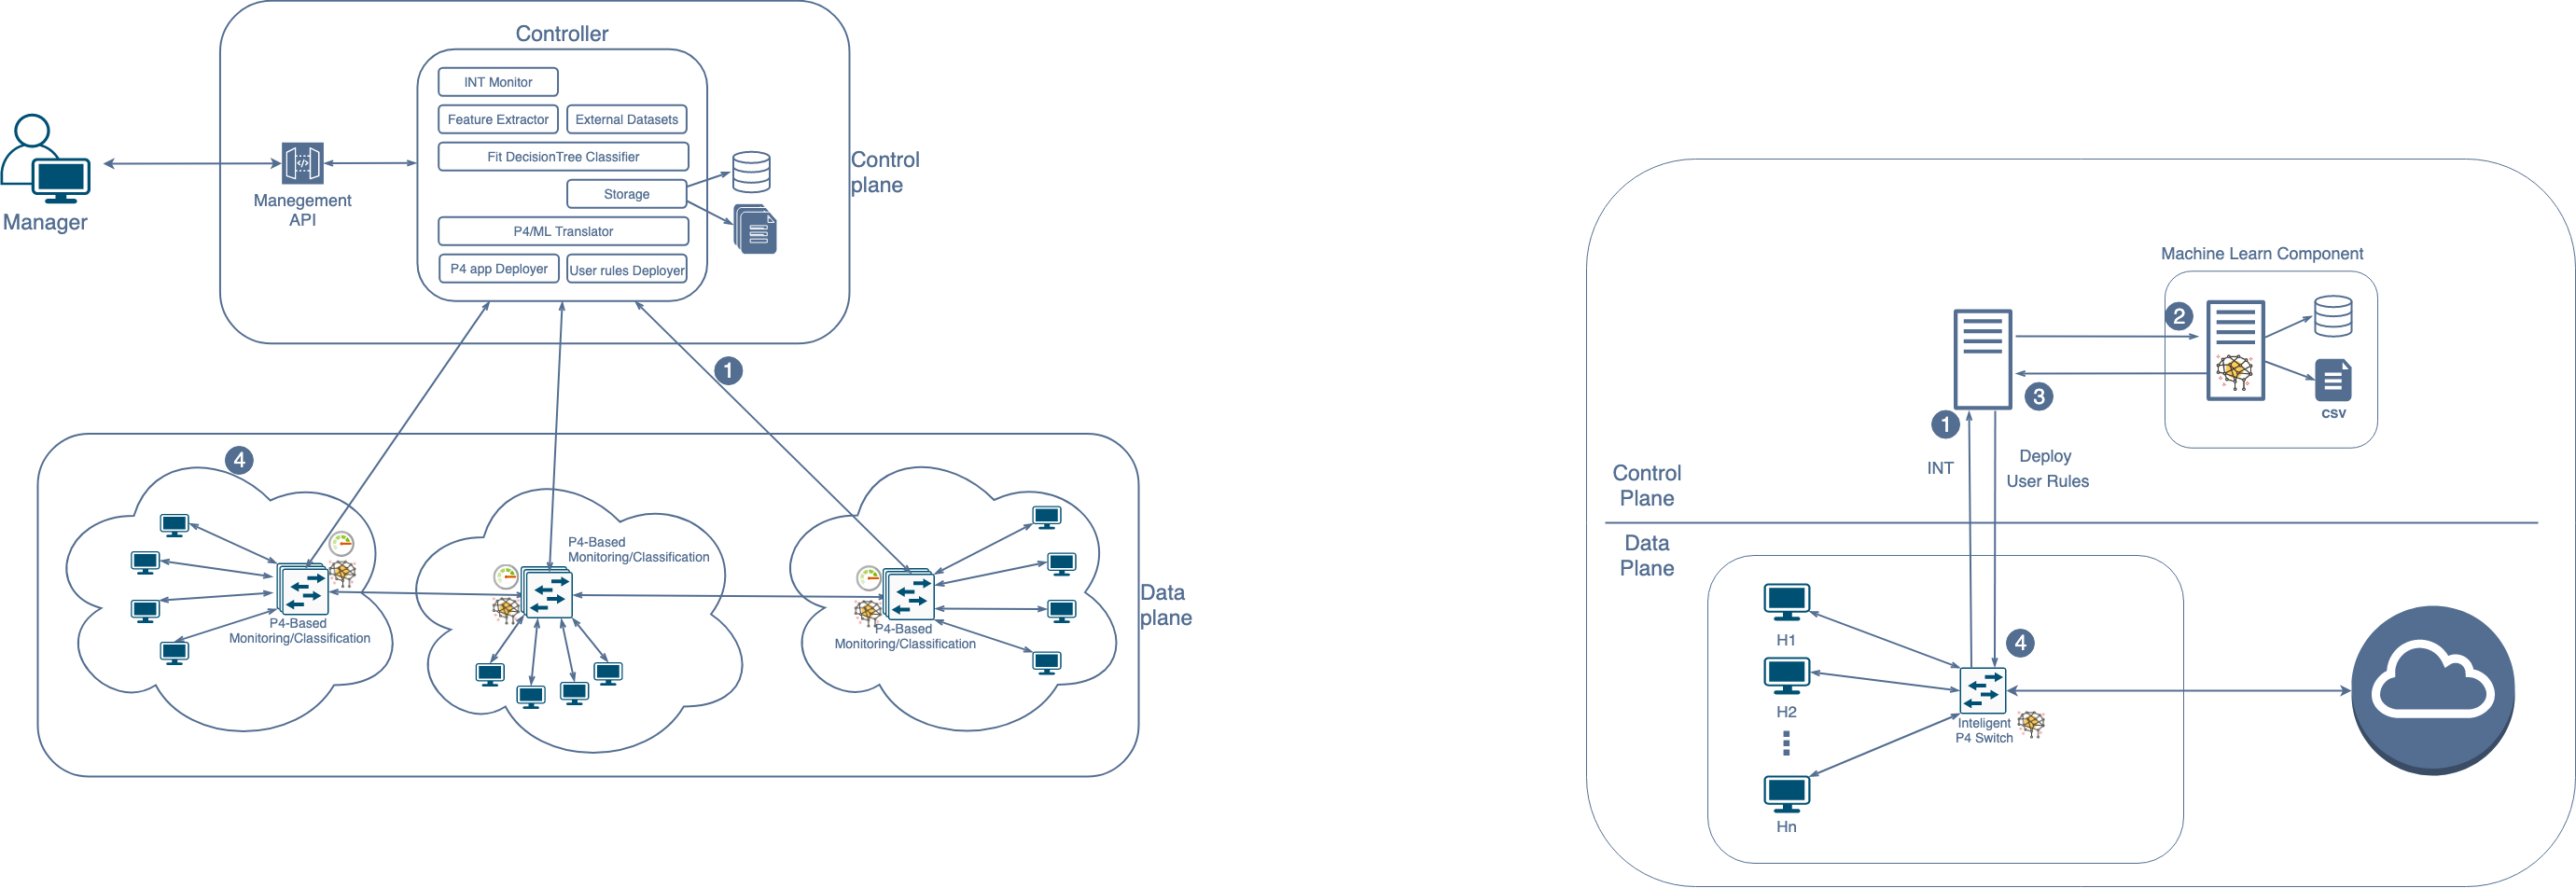 Controller
INT Monitor
Feature Extractor
External Datasets
Fit DecisionTree Classifier
Storage
P4/ML Translator
P4 app Deployer
User rules Deployer
Manegement
API
Manager
Control
plane
1
4
P4-Based
Monitoring/Classification
P4-Based
Monitoring/Classification
P4-Based
Monitoring/Classification
Data
plane
Machine Learn Component
2
3
csv
1
INT
Deploy
User Rules
Control
Plane
Data
Plane
H1
H2
Hn
4
Inteligent
P4 Switch